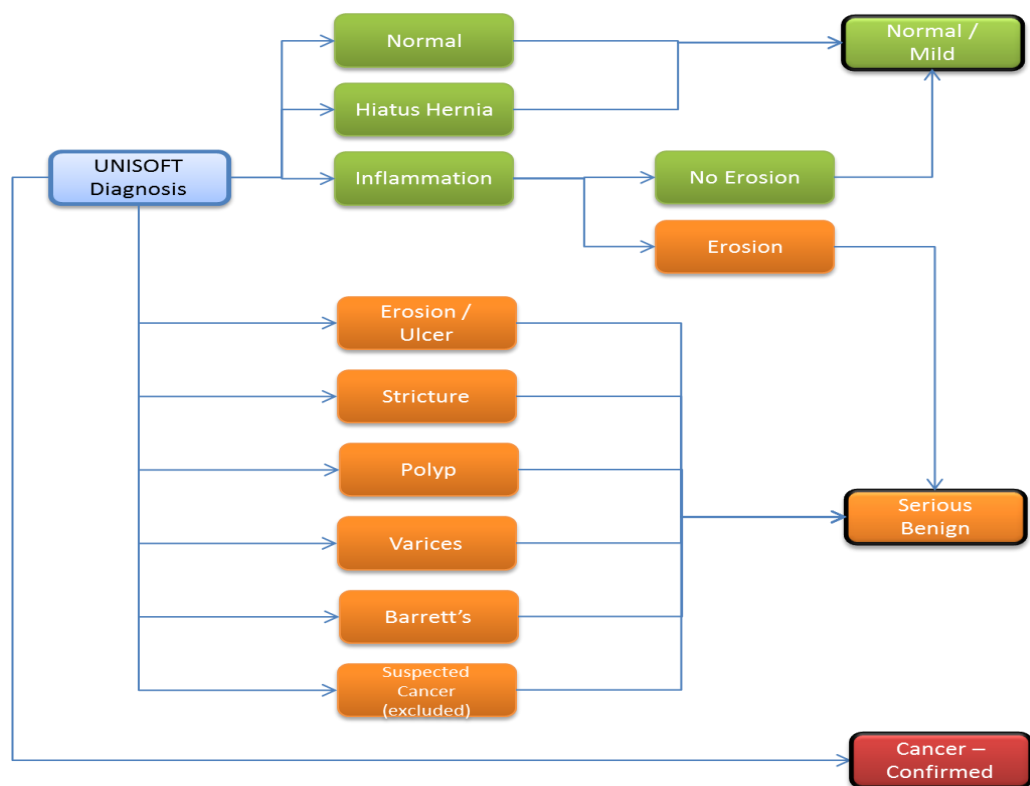 Normal
Normal /
Mild
Hiatus Hernia
UNISOFT
Diagnosis
Inflammation
No Erosion
Erosion
Erosion /
Ulcer
Stricture
Polyp
Serious
Benign
Varices
Barrett’s
Suspected
Cancer
(excluded)
Cancer –
Confirmed